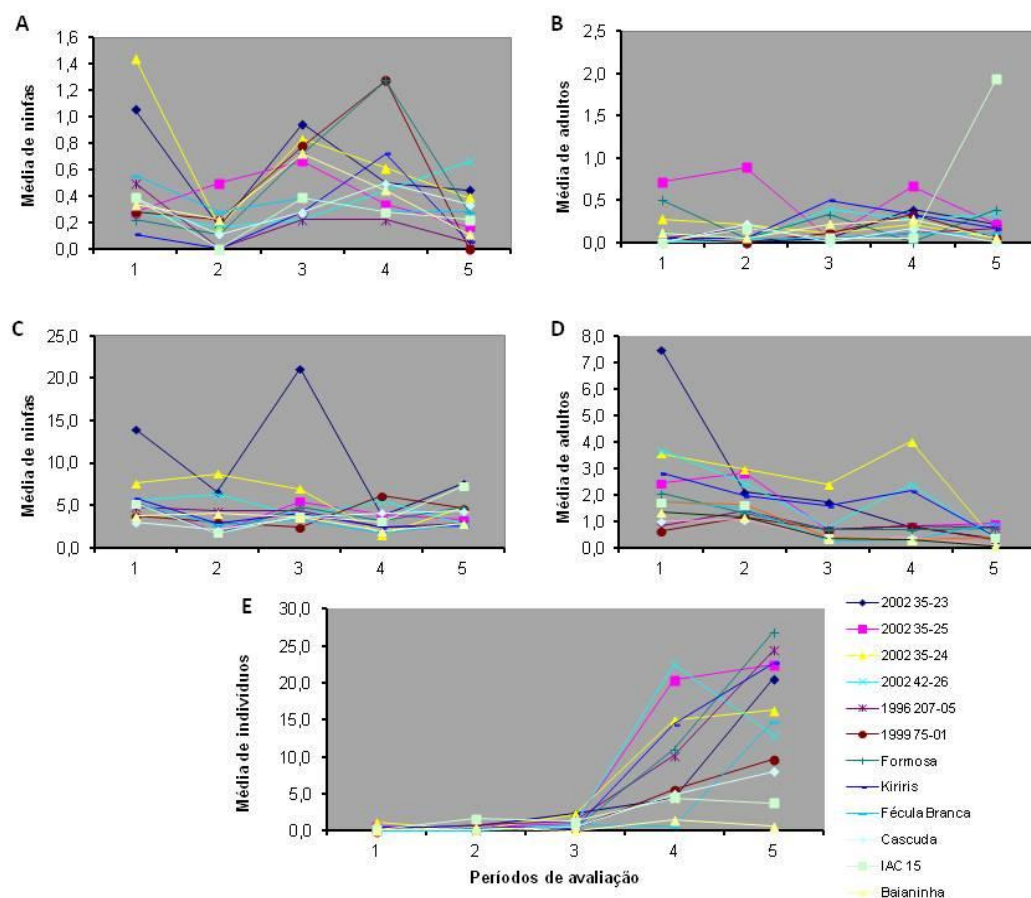 A
Média de ninfas
1,6
1,4
1,2
1,0
0,8
0,6
0,4
0,2
0,0
1 2 3 4 5
B
Média de adultos
2,5
2,0
1,5
1,0
0,5
0,0
1 2 3 4 5
C
Média de ninfas
25,0
20,0
15,0
10,0
5,0
0,0
1 2 3 4 5
D
Média de adultos
8,0
7,0
6,0
5,0
4,0
3,0
2,0
1,0
0,0
1 2 3 4 5
E
Média de indivíduos
30,0
25,0
20,0
15,0
10,0
5,0
0,0
1 2 3 4 5
Períodos de avaliação
2002 35-23
2002 35-25
2002 35-24
2002 42-26
1996 207-05
1999 75-01
Formosa
Kiriris
Fécula Branca
Cascuda
IAC 15
Baianinha